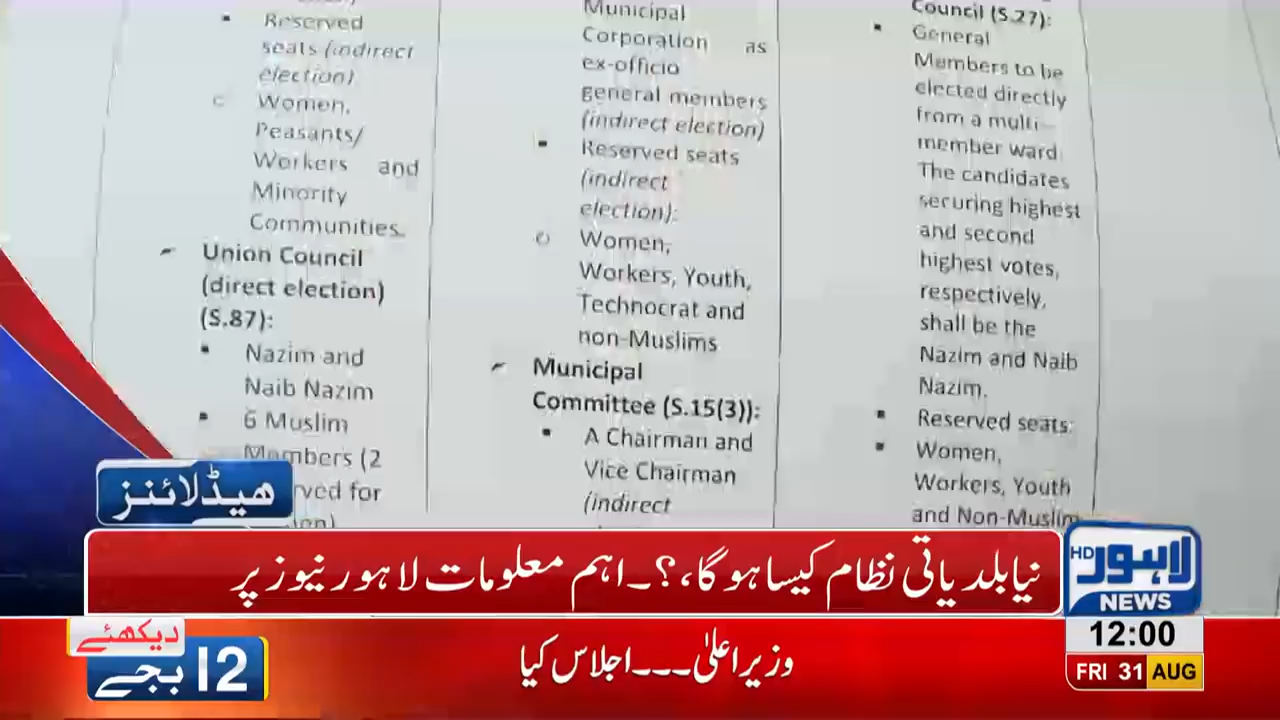 Reserved
seats (indirect
election)
Women,
Peasants/
Workers and
Minority
Communities.
Union Council
(direct election)
(S.87):
Nazim and
Naib Nazim
6 Muslim
Members (2
rved for
Municipal
Corporation as
ex-officio
general members
(indirect election)
Reserved seats
(indirect
election):
Women,
Workers, Youth,
Technocrat and
non-Muslims
Municipal
Committee (S.15(3)):
A Chairman and
Vice Chairman
(indirect
Council (S.27):
General
Members to be
elected directly
from a multi-
member ward.
The candidates
securing highest
and second
highest votes,
respectively,
shall be the
Nazim and Naib
Nazim.
Reserved seats:
Women,
Workers, Youth
and Non-Muslim
ہیڈلائنز
نیا بلدیاتی نظام کیسا ہوگا،؟۔اہم معلومات لاہور نیوز پر
HD لاہور
NEWS
12:00
FRI 31 AUG
دیکھئے
12 بجے
وزیراعلیٰ۔۔۔اجلاس کیا